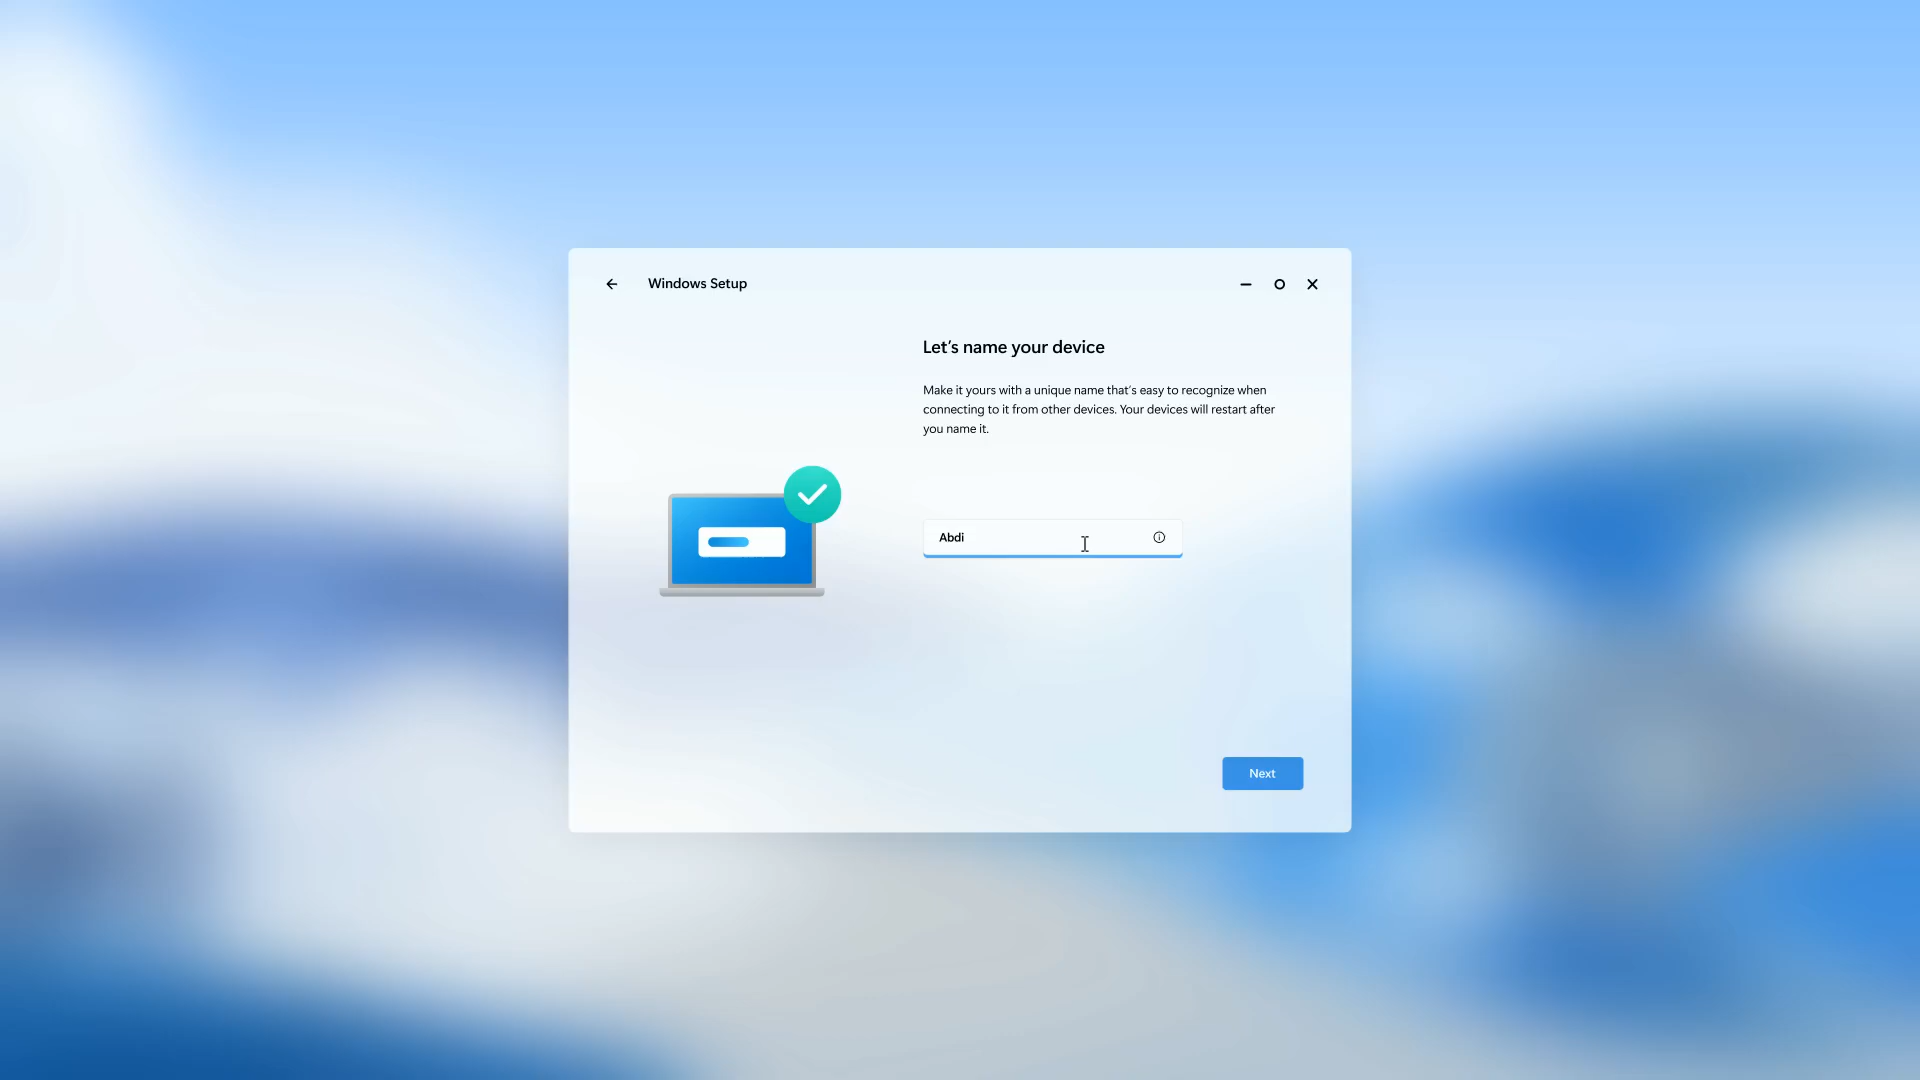 Windows Setup
Let's name your device
Make it yours with a unique name that's easy to recognize when
connecting to it from other devices. Your devices will restart after
you name it.
Abdi
Next